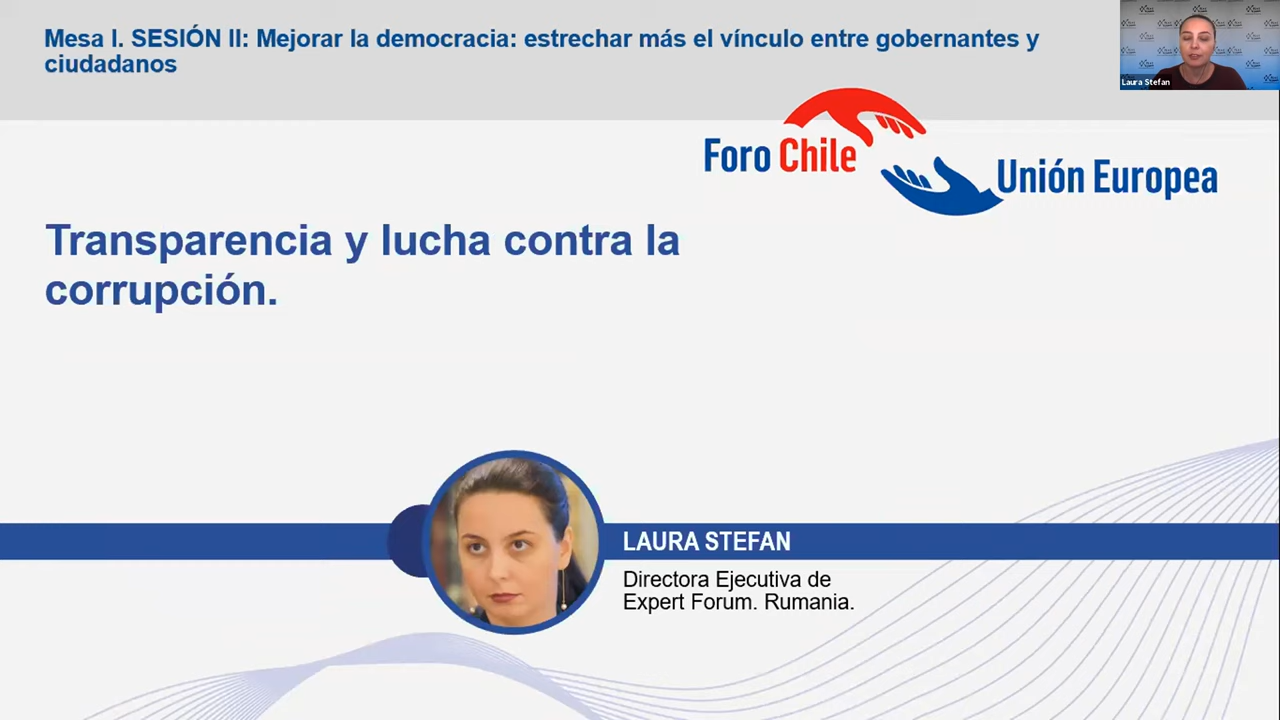 Mesa I. SESIÓN II: Mejorar la democracia: estrechar más el vínculo entre gobernantes y
ciudadanos
Laura Stefan
Foro Chile
Unión Europea
Transparencia y lucha contra la
corrupción.
LAURA STEFAN
Directora Ejecutiva de
Expert Forum. Rumania.